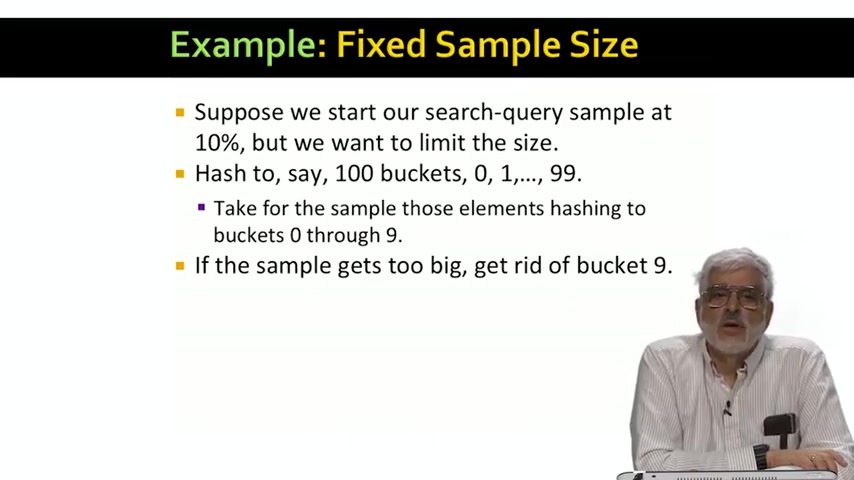 Example: Fixed Sample Size
Suppose we start our search-query sample at
10%, but we want to limit the size.
Hash to, say, 100 buckets, 0, 1,…, 99.
Take for the sample those elements hashing to
buckets 0 through 9.
If the sample gets too big, get rid of bucket 9.